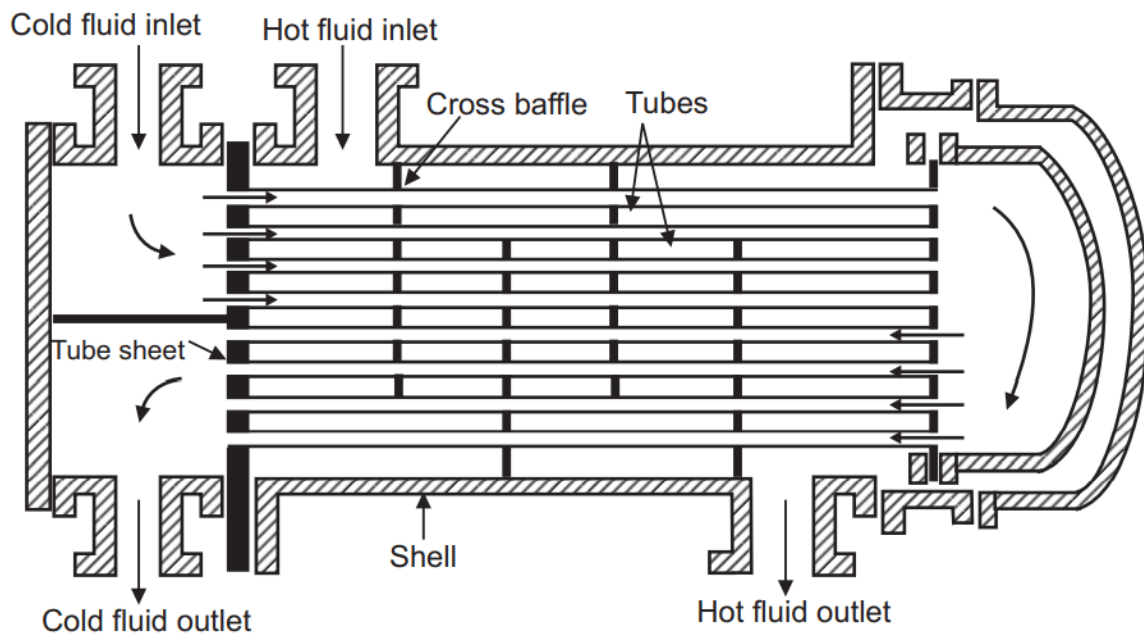 Cold fluid inlet
Hot fluid inlet
Cross baffle
Tubes
Tube sheet
Shell
Cold fluid outlet
Hot fluid outlet